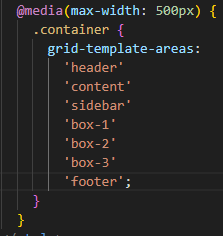 @media(max-width: 500px) {
.container {
grid-template-areas:
'header'
'content'
'sidebar'
'box-1'
'box-2'
'box-3'
'footer';
}
}